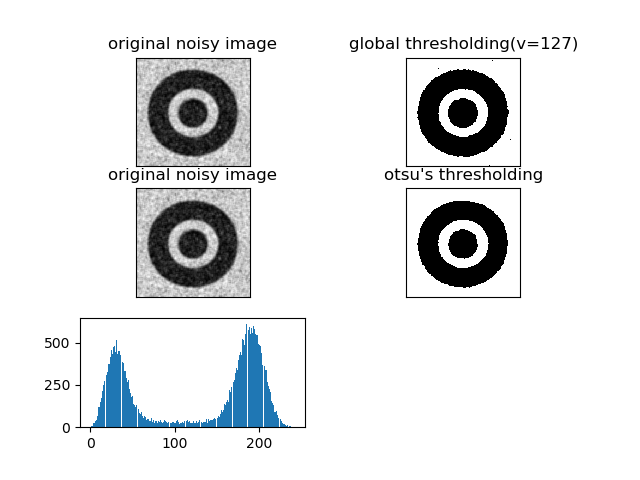 original noisy image
global thresholding(v=127)
original noisy image
otsu's thresholding
500
250
0
0
100
200